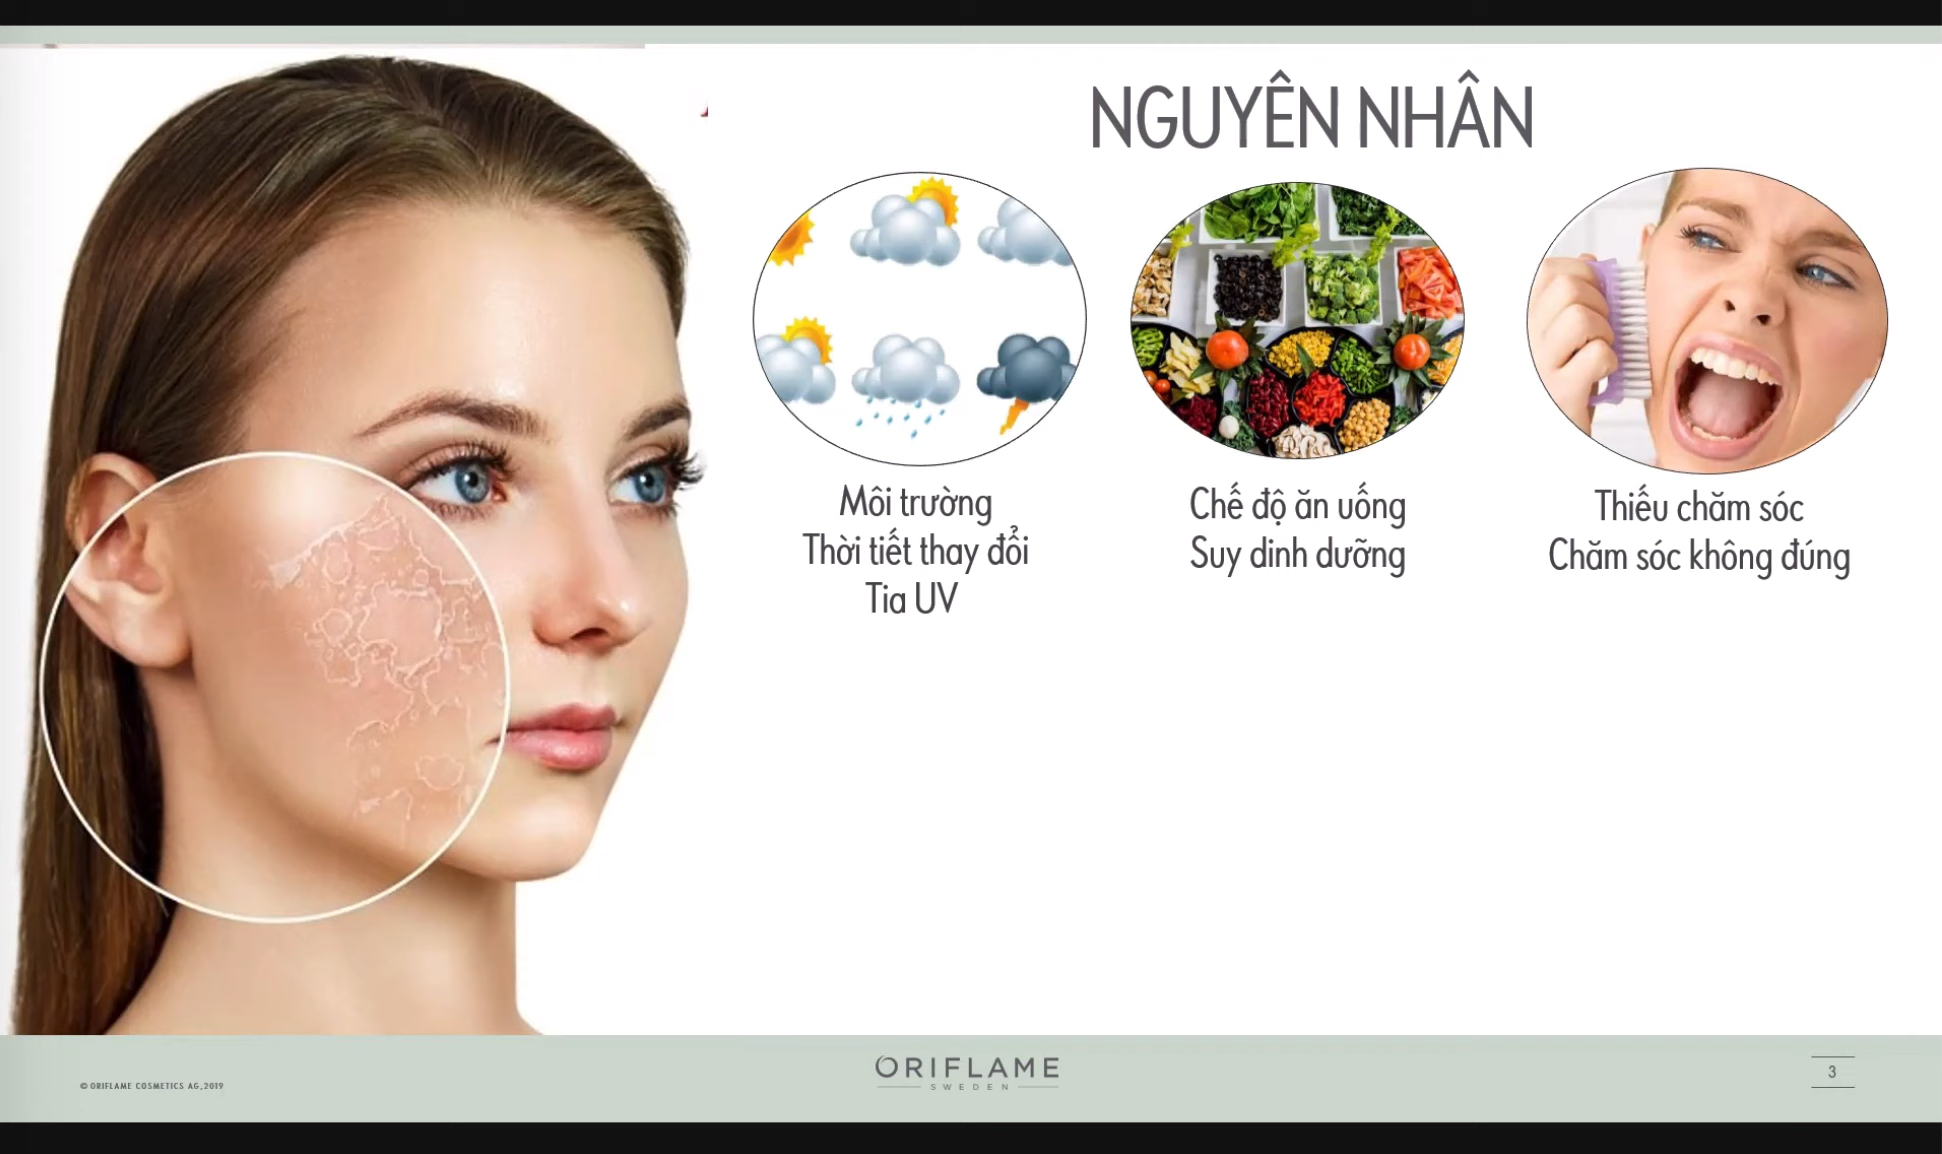 NGUYÊN NHÂN
Môi trường
Thời tiết thay đổi
Tia UV
Chế độ ăn uống
Suy dinh dưỡng
Thiếu chăm sóc
Chăm sóc không đúng
© ORIFLAME COSMETICS AG, 2019
ORIFLAME
SWEDEN
3